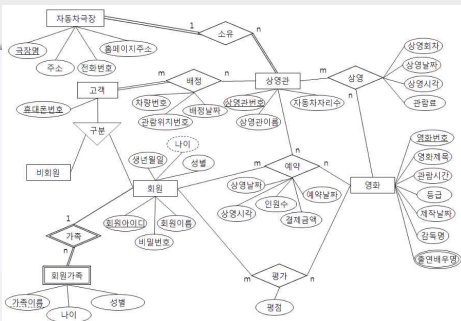 자동차극장
1
소유
n
극장명
홈페이지주소
주소
전화번호
고객
m
배정
n
상영관
m
상영
n
상영회차
상영날짜
상영시각
관람료
휴대폰번호
차량번호
배정날짜
관람위치번호
상영관번호
자동차자리수
상영관이름
구분
나이
생년월일
성별
비회원
회원
n
예약
m
n
영화
영화번호
영화제목
관람시간
등급
제작날짜
감독명
출연배우명
상영날짜
예약날짜
인원수
상영시각
결제금액
1
회원아이디
회원이름
비밀번호
가족
n
m
평가
n
평점
회원가족
가족이름
성별
나이